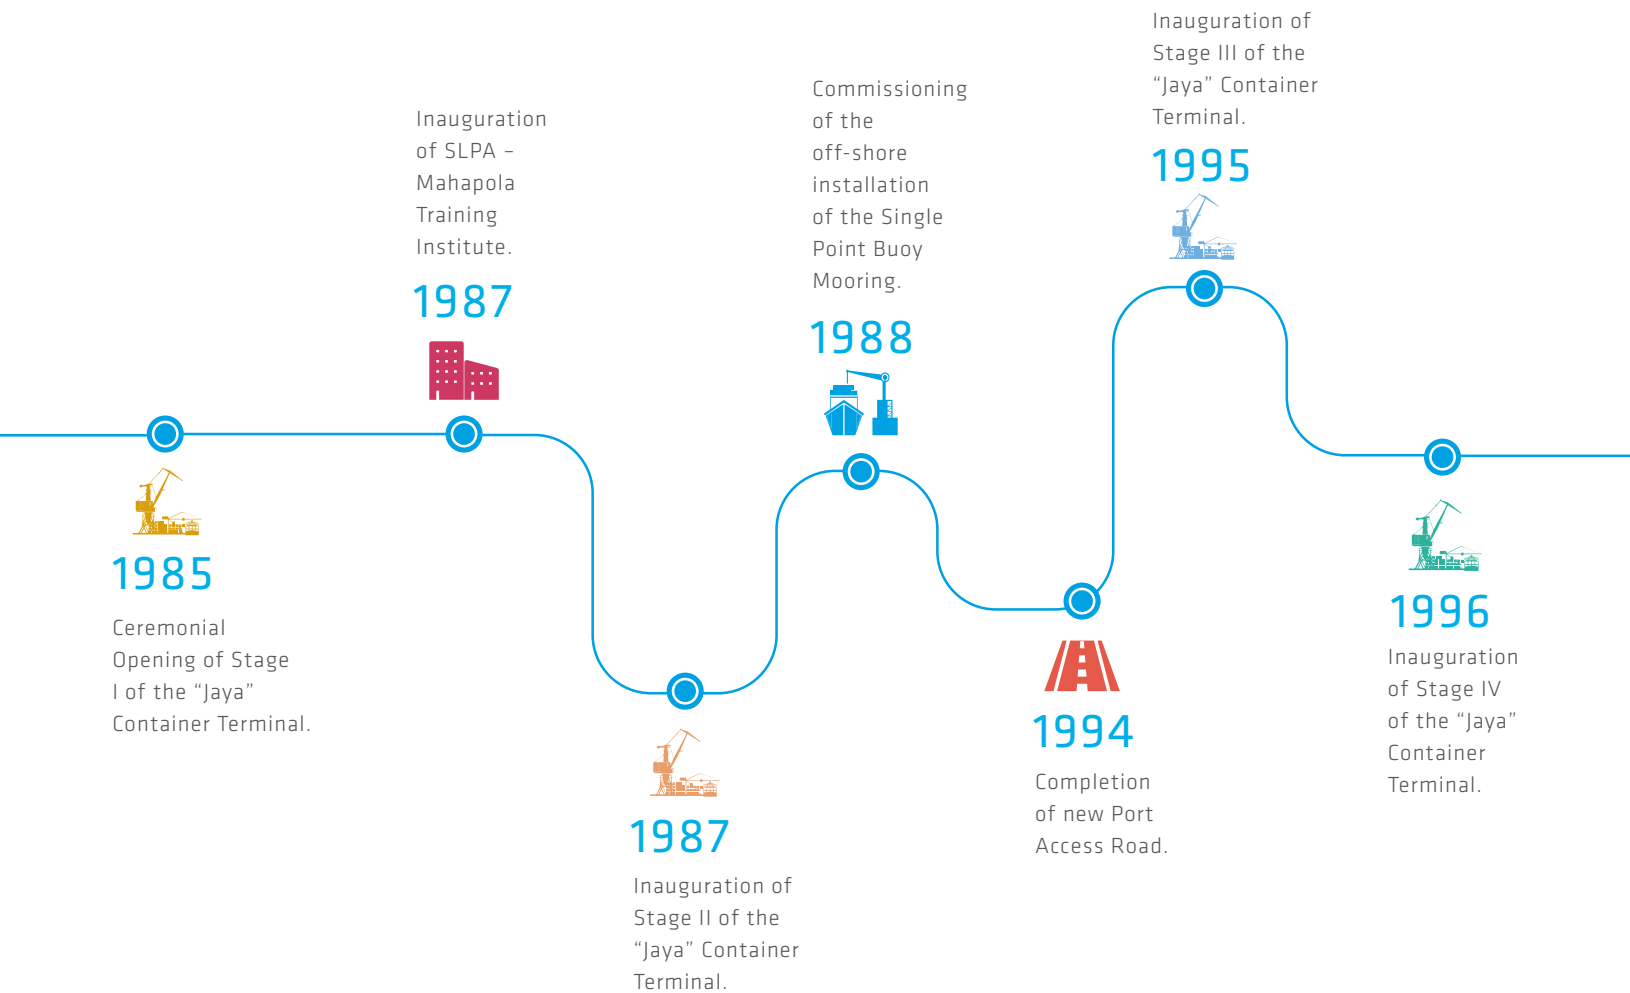 Ceremonial
Opening of Stage
I of the “Jaya”
Container Terminal.
1985
Inauguration
of SLPA –
Mahapola
Training
Institute.
1987
1987
Inauguration of
Stage II of the
“Jaya” Container
Terminal.
Commissioning
of the
off-shore
installation
of the Single
Point Buoy
Mooring.
1988
1994
Completion
of new Port
Access Road.
Inauguration of
Stage III of the
“Jaya” Container
Terminal.
1995
1996
Inauguration
of Stage IV
of the “Jaya”
Container
Terminal.